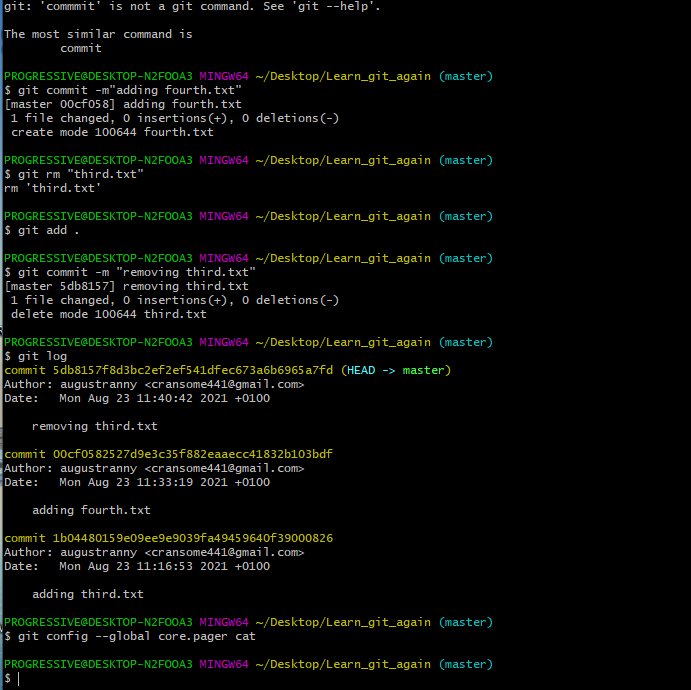 git: 'commmit' is not a git command. See 'git --help'.
The most similar command is
commit
PROGRESSIVE@DESKTOP-N2FOOA3 MINGW64 ~/Desktop/Learn_git_again (master)
$ git commit -m"adding fourth.txt"
[master 00cf058] adding fourth.txt
1 file changed, 0 insertions(+), 0 deletions(-)
create mode 100644 fourth.txt
PROGRESSIVE@DESKTOP-N2FOOA3 MINGW64 ~/Desktop/Learn_git_again (master)
$ git rm "third.txt"
rm 'third.txt'
PROGRESSIVE@DESKTOP-N2FOOA3 MINGW64 ~/Desktop/Learn_git_again (master)
$ git add .
PROGRESSIVE@DESKTOP-N2FOOA3 MINGW64 ~/Desktop/Learn_git_again (master)
$ git commit -m "removing third.txt"
[master 5db8157] removing third.txt
1 file changed, 0 insertions(+), 0 deletions(-)
delete mode 100644 third.txt
PROGRESSIVE@DESKTOP-N2FOOA3 MINGW64 ~/Desktop/Learn_git_again (master)
$ git log
commit 5db8157f8d3bc2ef2ef541dfec673a6b6965a7fd (HEAD -> master)
Author: augustranny <cransome441@gmail.com>
Date:   Mon Aug 23 11:40:42 2021 +0100
removing third.txt
commit 00cf0582527d9e3c35f882eaaecc41832b103bdf
Author: augustranny <cransome441@gmail.com>
Date:   Mon Aug 23 11:33:19 2021 +0100
adding fourth.txt
commit 1b04480159e09ee9e9039fa49459640f39000826
Author: augustranny <cransome441@gmail.com>
Date:   Mon Aug 23 11:16:53 2021 +0100
adding third.txt
PROGRESSIVE@DESKTOP-N2FOOA3 MINGW64 ~/Desktop/Learn_git_again (master)
$ git config --global core.pager cat
PROGRESSIVE@DESKTOP-N2FOOA3 MINGW64 ~/Desktop/Learn_git_again (master)
$